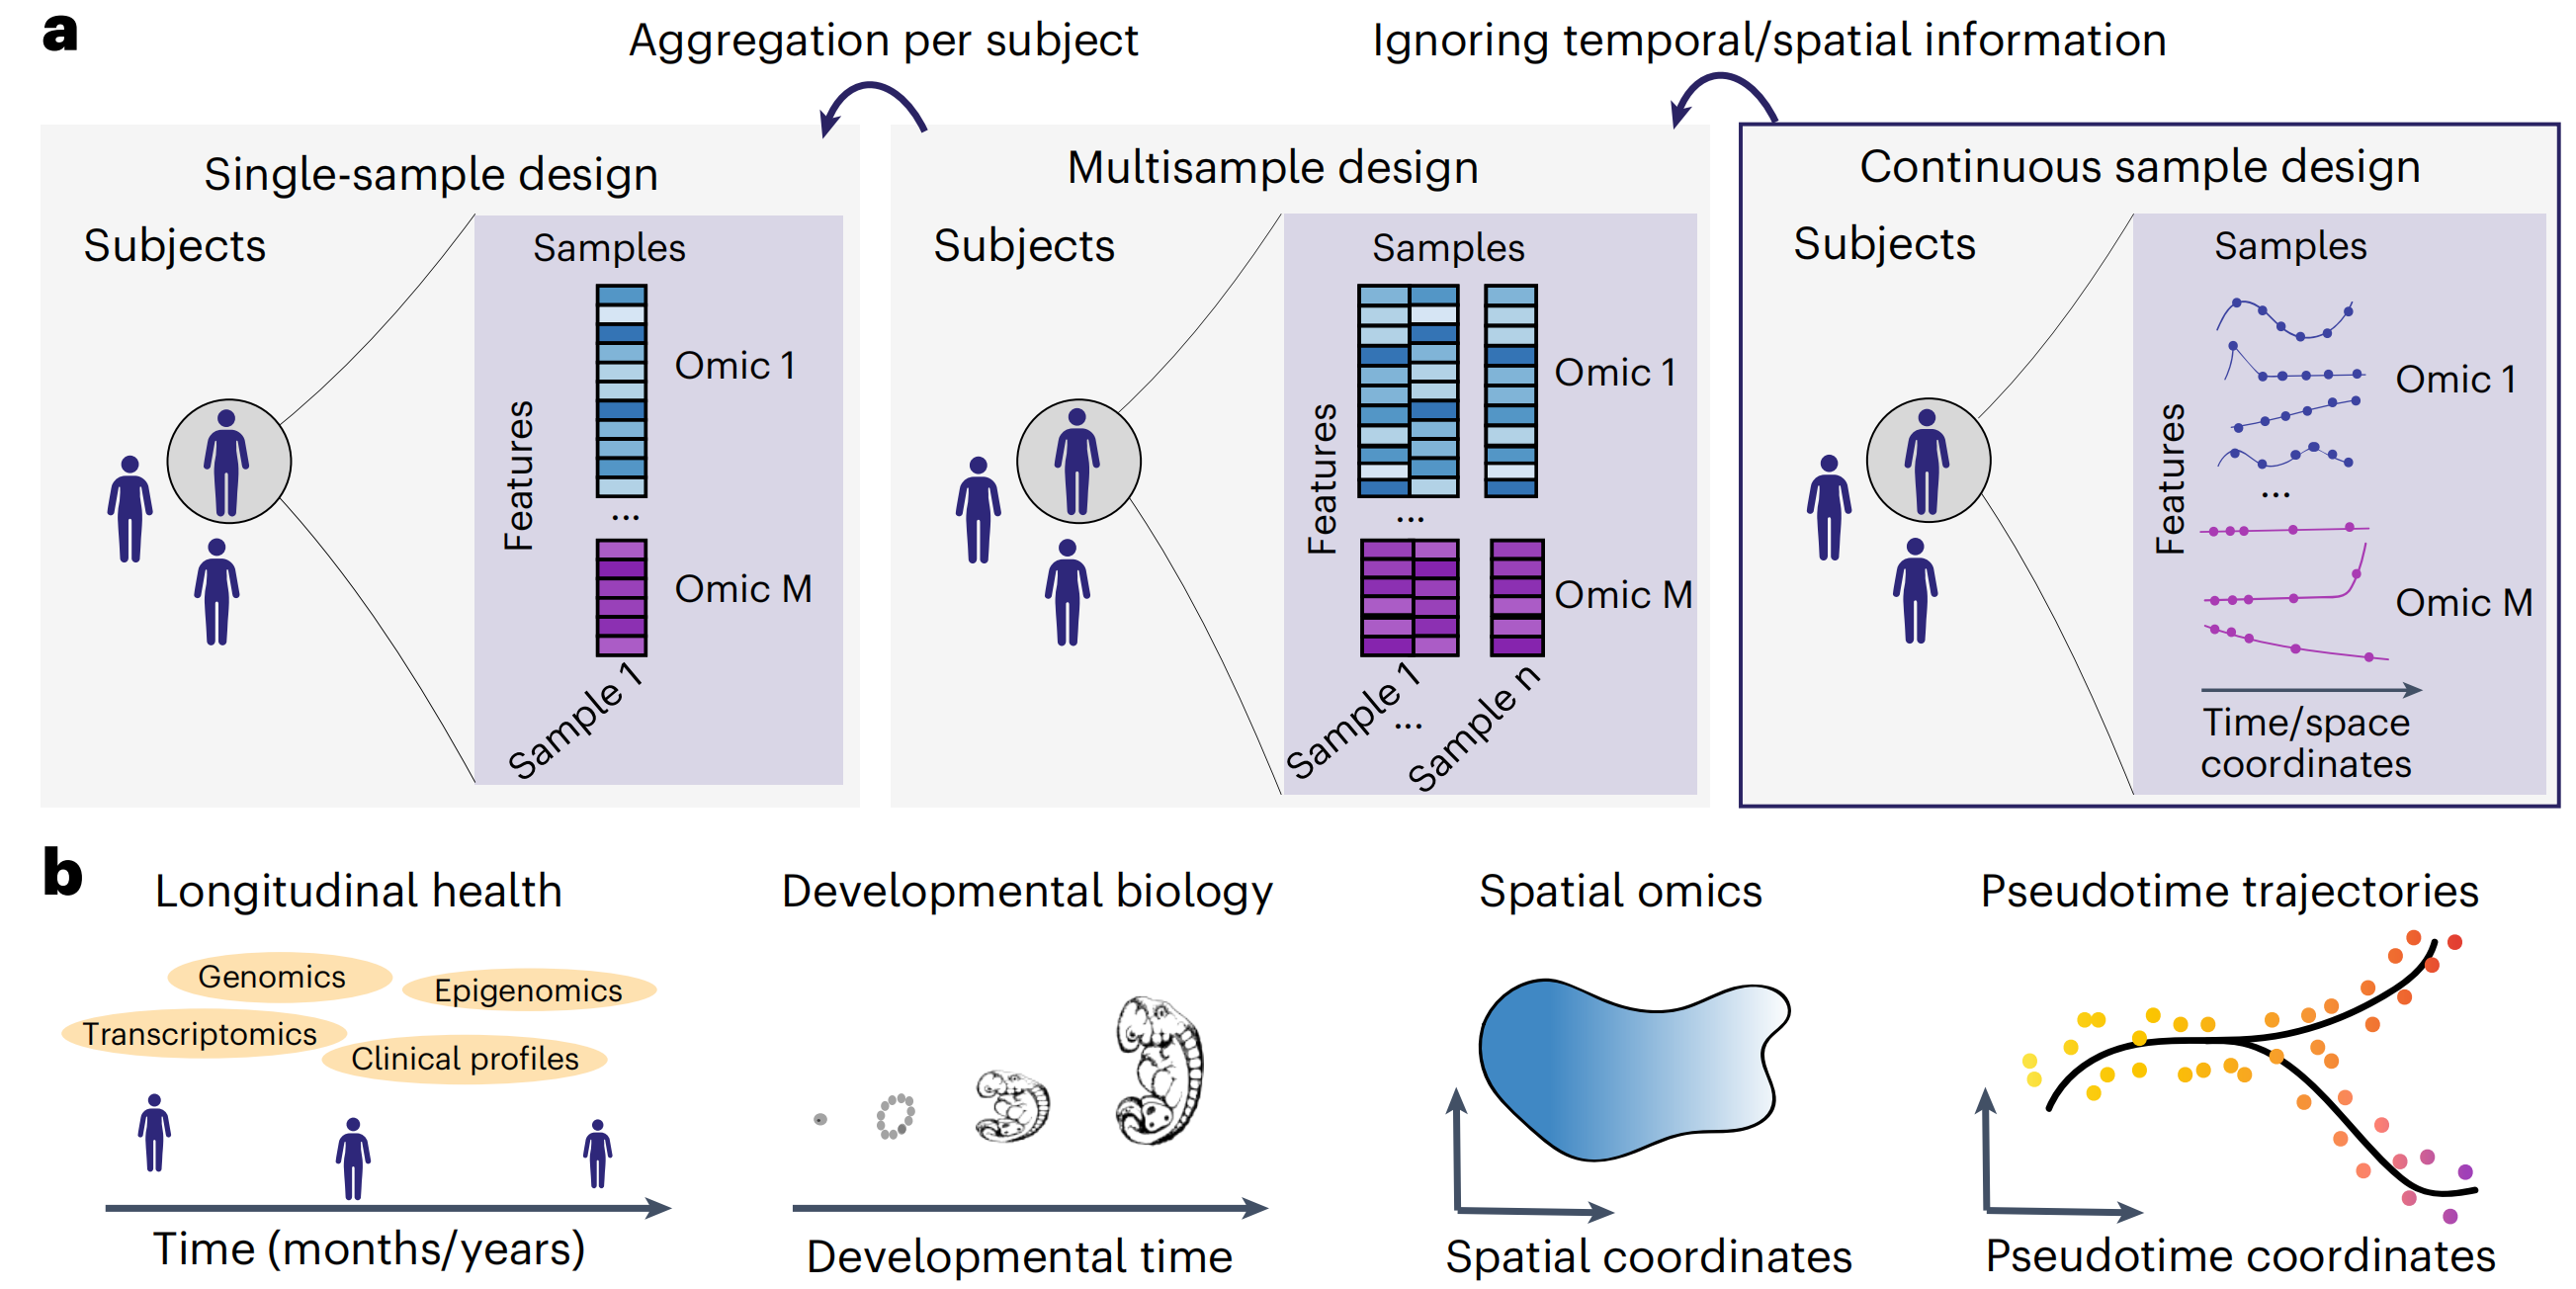 a
Aggregation per subject
Ignoring temporal/spatial information
Single-sample design
Subjects
Samples
Features
Omic 1
...
Omic M
Sample 1
Multisample design
Subjects
Samples
Features
Omic 1
...
Omic M
Sample 1
...
Sample n
Continuous sample design
Subjects
Samples
Features
Omic 1
...
Omic M
Time/space
coordinates
b
Longitudinal health
Genomics
Epigenomics
Transcriptomics
Clinical profiles
Time (months/years)
Developmental biology
Developmental time
Spatial omics
Spatial coordinates
Pseudotime trajectories
Pseudotime coordinates